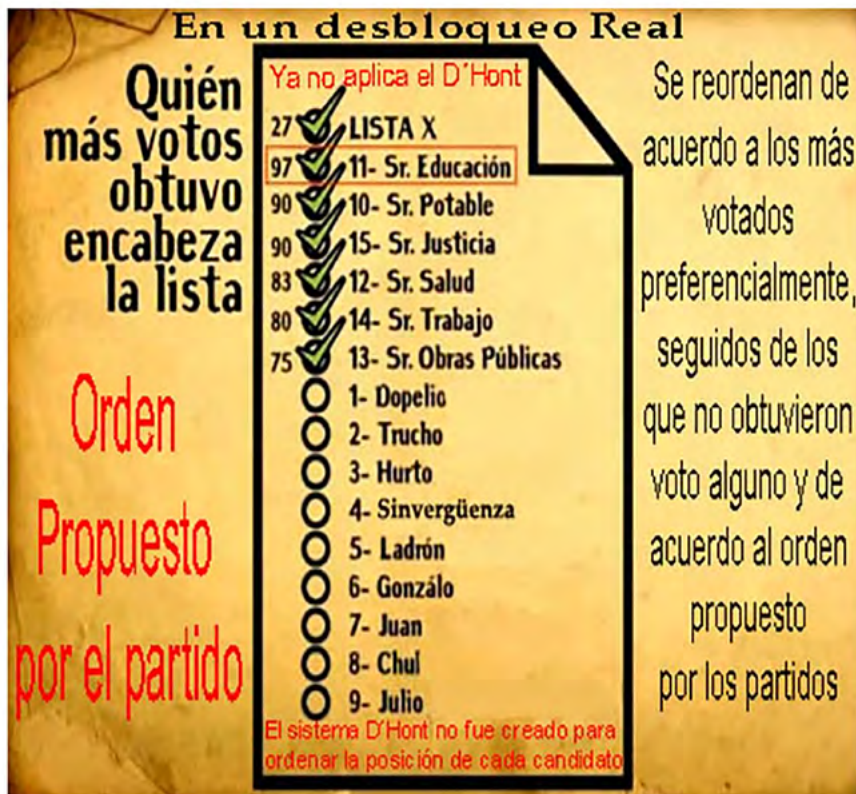 En un desbloqueo Real
Quién
más votos
obtuvo
encabeza
la lista
Orden
Propuesto
por el partido
Ya no aplica el D´Hont
27 LISTA X
97 11- Sr. Educación
90 10- Sr. Potable
90 15- Sr. Justicia
83 12- Sr. Salud
80 14- Sr. Trabajo
75 13- Sr. Obras Públicas
1- Dopelio
2- Trucho
3- Hurto
4- Sinvergüenza
5- Ladrón
6- Gonzálo
7- Juan
8- Chul
9- Julio
El sistema D´Hont no fue creado para
ordenar la posición de cada candidato
Se reordenan de
acuerdo a los más
votados
preferencialmente,
seguidos de los
que no obtuvieron
voto alguno y de
acuerdo al orden
propuesto
por los partidos